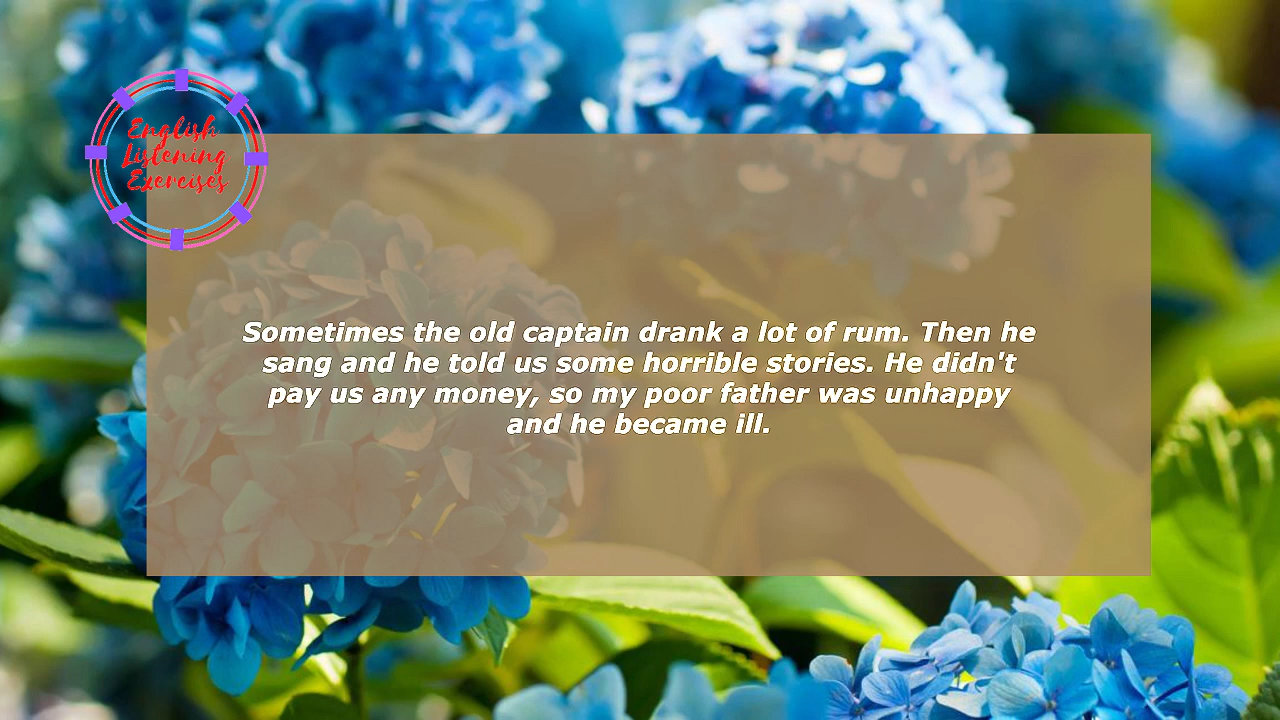 English
Listening
Exercises
Sometimes the old captain drank a lot of rum. Then he
sang and he told us some horrible stories. He didn't
pay us any money, so my poor father was unhappy
and he became ill.